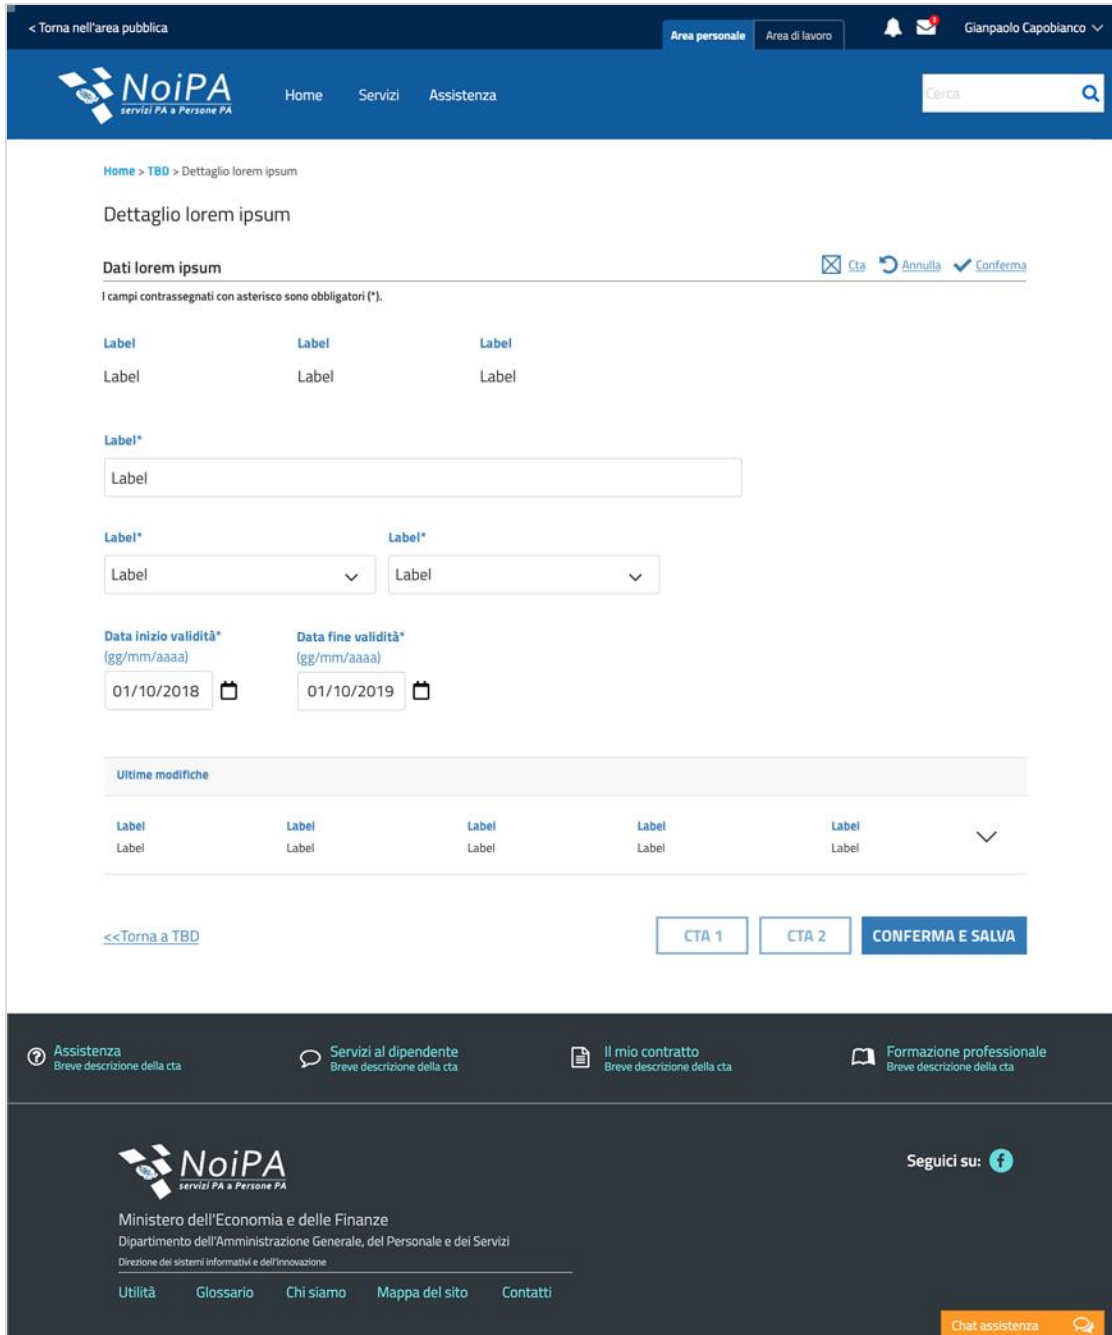 < Torna nell'area pubblica
Area personale
Area di lavoro
3
Gianpaolo Capobianco
NoiPA
servizi PA a Persone PA
Home Servizi Assistenza
Cerca
Home > TBD > Dettaglio lorem ipsum
Dettaglio lorem ipsum
Dati lorem ipsum
Cta Annulla Conferma
I campi contrassegnati con asterisco sono obbligatori (*).
Label Label Label
Label Label Label
Label*
Label
Label* Label*
Label Label
Data inizio validità* Data fine validità*
(gg/mm/aaaa) (gg/mm/aaaa)
01/10/2018 01/10/2019
Ultime modifiche
Label Label Label Label Label
Label Label Label Label Label
<<Torna a TBD
CTA 1 CTA 2 CONFERMA E SALVA
Assistenza
Breve descrizione della cta
Servizi al dipendente
Breve descrizione della cta
Il mio contratto
Breve descrizione della cta
Formazione professionale
Breve descrizione della cta
NoiPA
servizi PA a Persone PA
Seguici su:
Ministero dell'Economia e delle Finanze
Dipartimento dell'Amministrazione Generale, del Personale e dei Servizi
Direzione dei sistemi informativi e dell'innovazione
Utilità Glossario Chi siamo Mappa del sito Contatti
Chat assistenza